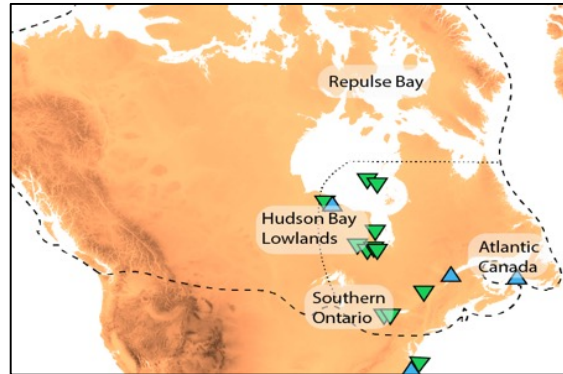 Repulse Bay
Hudson Bay
Lowlands
Atlantic
Canada
Southern
Ontario